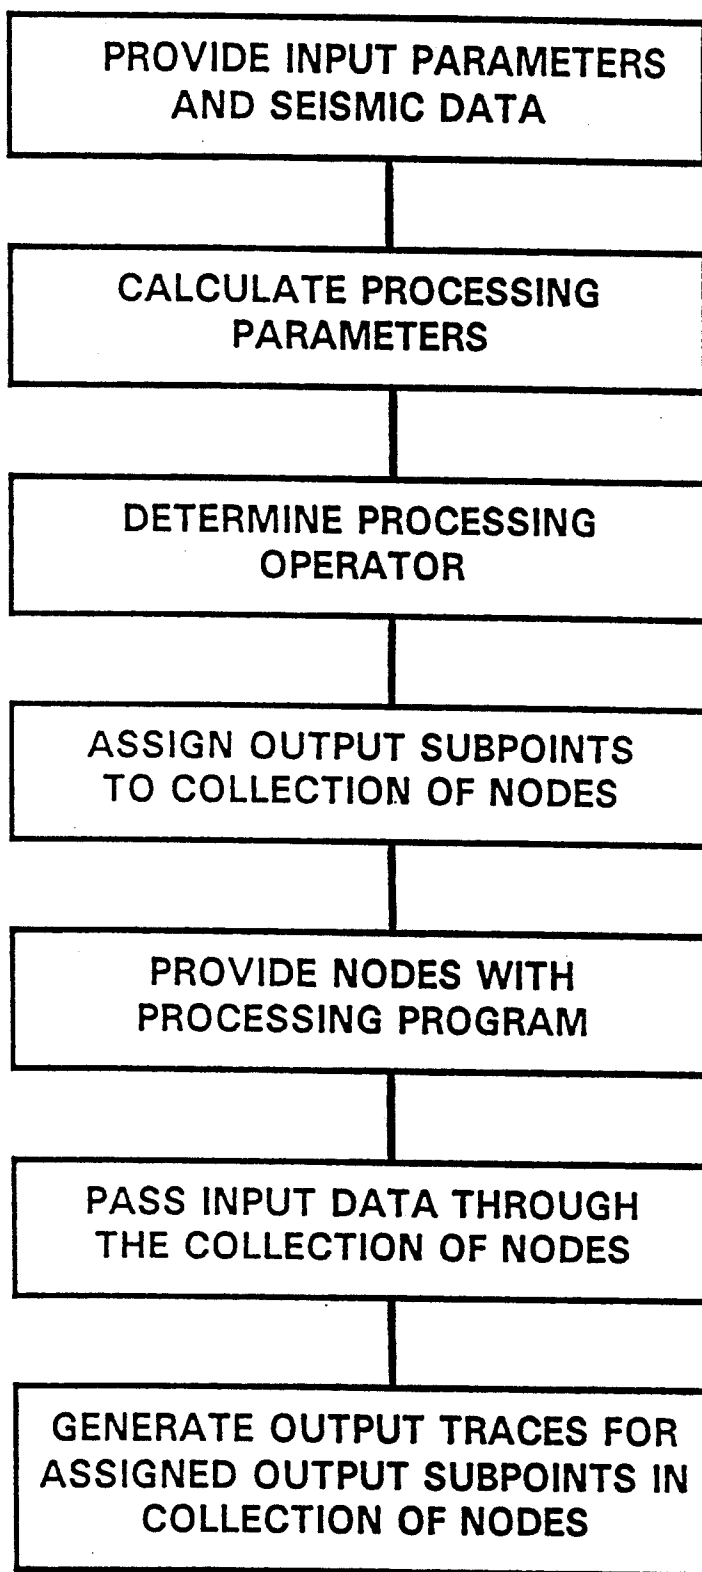 PROVIDE INPUT PARAMETERS
AND SEISMIC DATA
CALCULATE PROCESSING
PARAMETERS
DETERMINE PROCESSING
OPERATOR
ASSIGN OUTPUT SUBPOINTS
TO COLLECTION OF NODES
PROVIDE NODES WITH
PROCESSING PROGRAM
PASS INPUT DATA THROUGH
THE COLLECTION OF NODES
GENERATE OUTPUT TRACES FOR
ASSIGNED OUTPUT SUBPOINTS IN
COLLECTION OF NODES